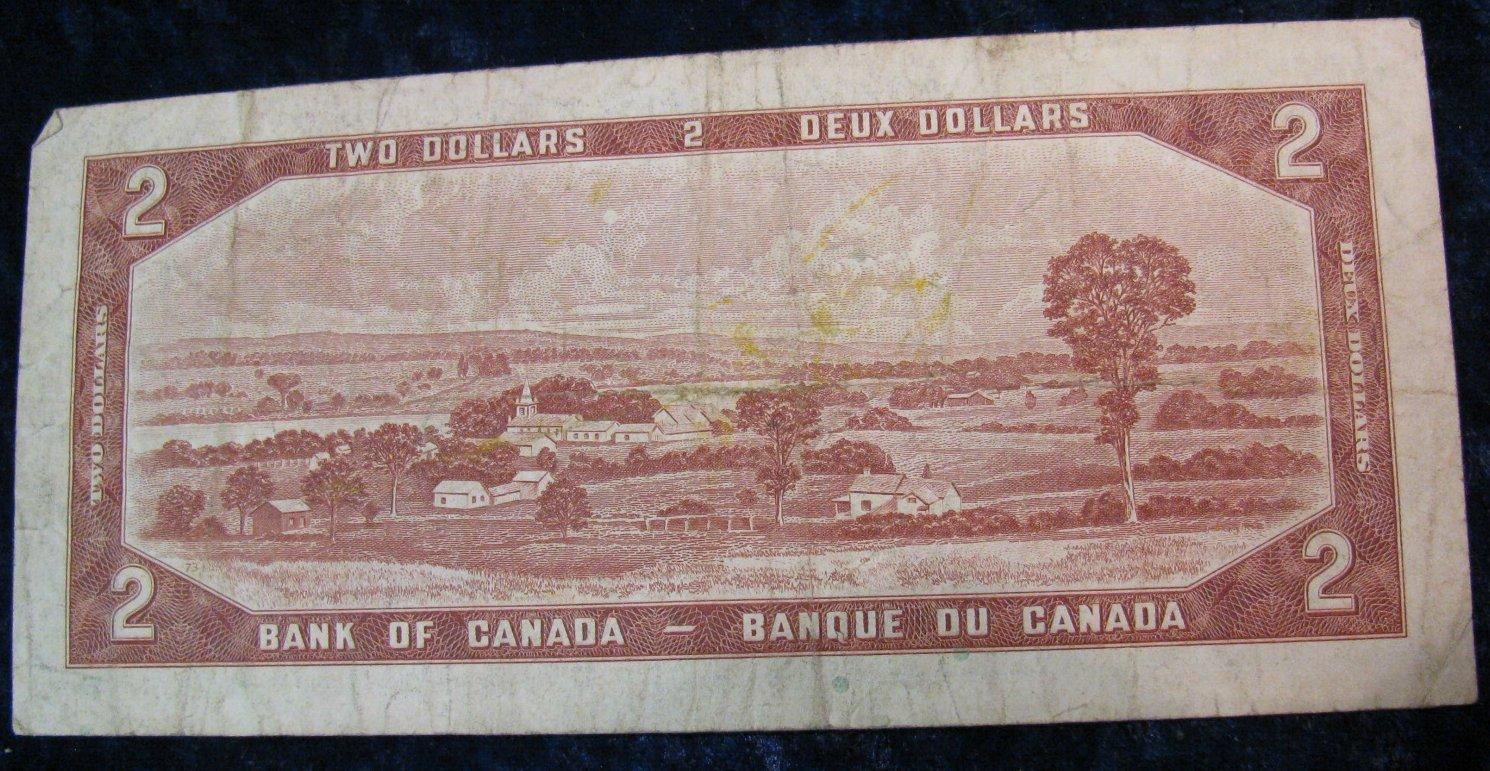 TWO DOLLARS 2 DEUX DOLLARS
2 2
TWO DOLLARS
DEUX DOLLARS
73
2 2
BANK OF CANADA – BANQUE DU CANADA